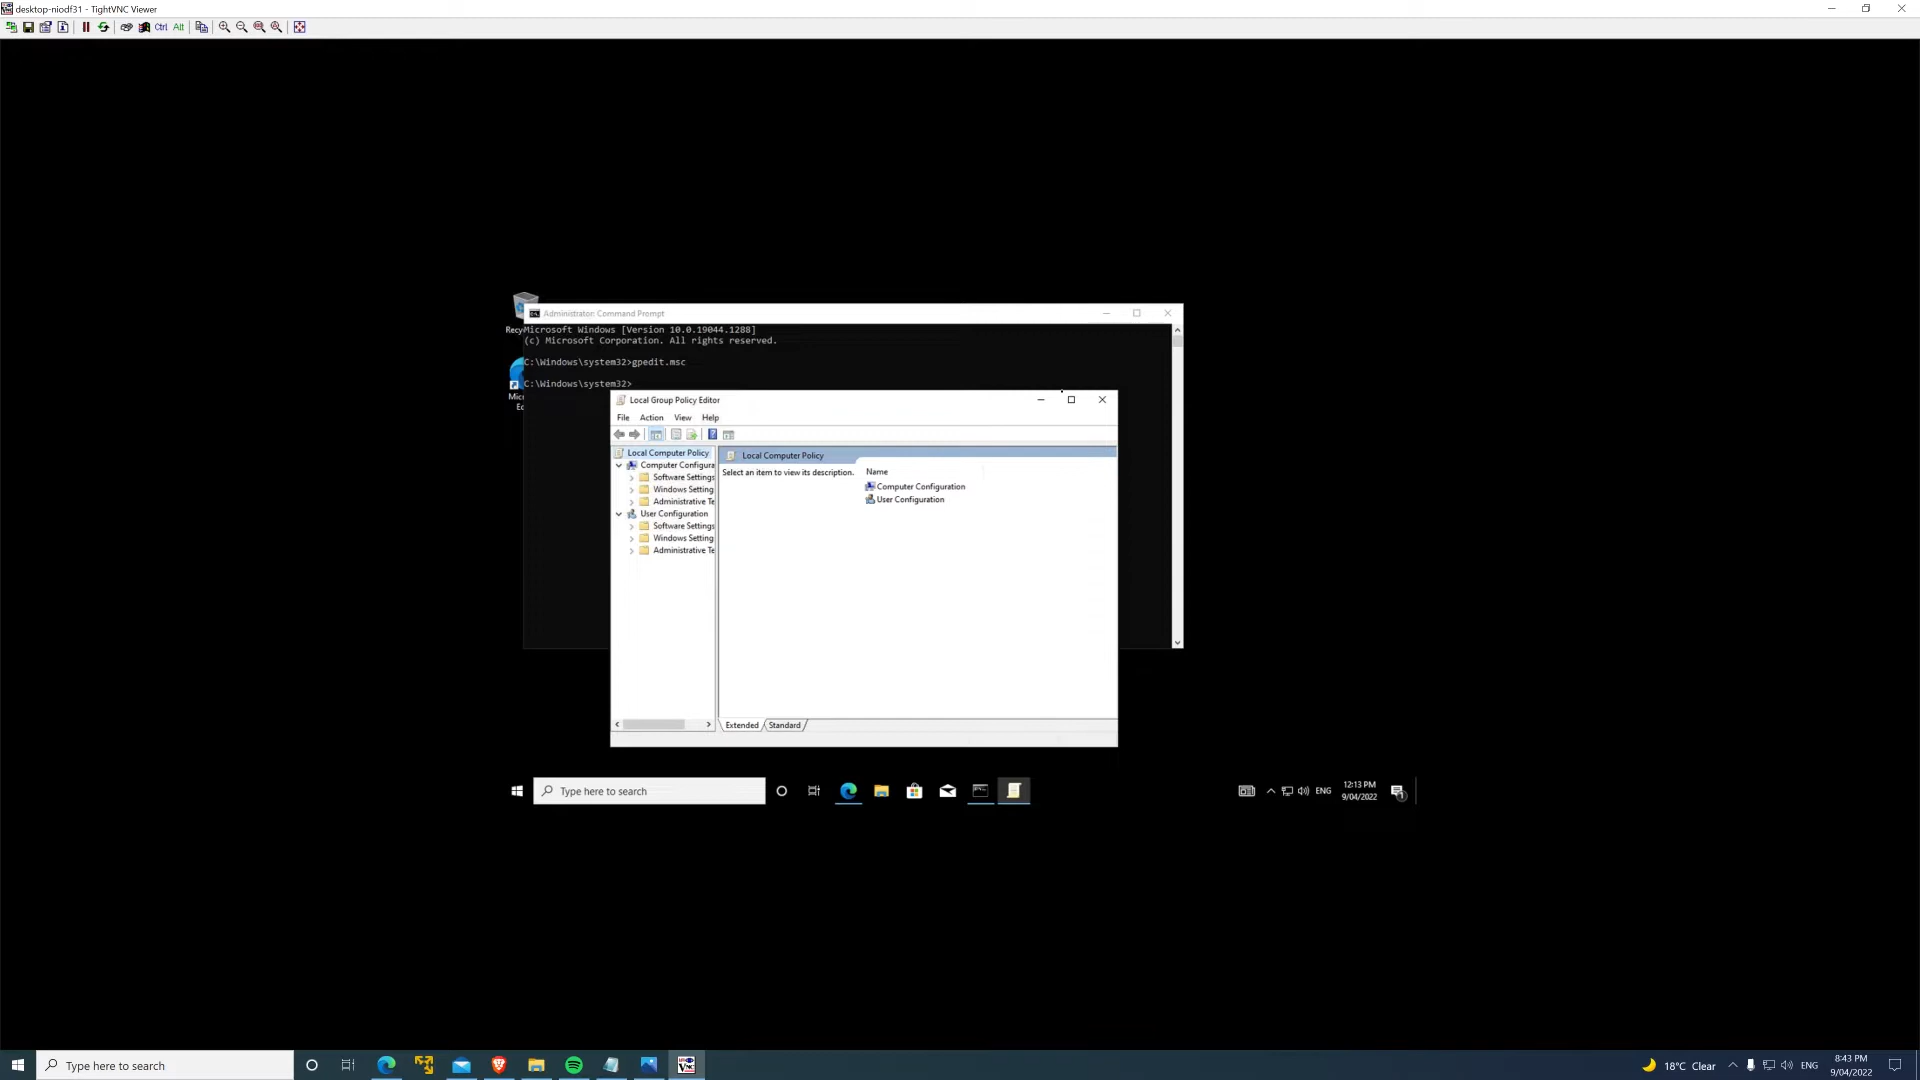 desktop-niodf31 - TightVNC Viewer
Ctrl Alt
Recy
Administrator: Command Prompt
Microsoft Windows [Version 10.0.19044.1288]
(c) Microsoft Corporation. All rights reserved.
C:\Windows\system32>gpedit.msc
C:\Windows\system32>
Mic
Ed
Local Group Policy Editor
File Action View Help
Local Computer Policy
Computer Configura
Software Settings
Windows Setting
Administrative Te
User Configuration
Software Settings
Windows Setting
Administrative Te
Local Computer Policy
Select an item to view its description.
Name
Computer Configuration
User Configuration
Extended Standard
Type here to search
ENG
12:13 PM
9/04/2022
1
Type here to search
VNC
18°C Clear
ENG
8:43 PM
9/04/2022